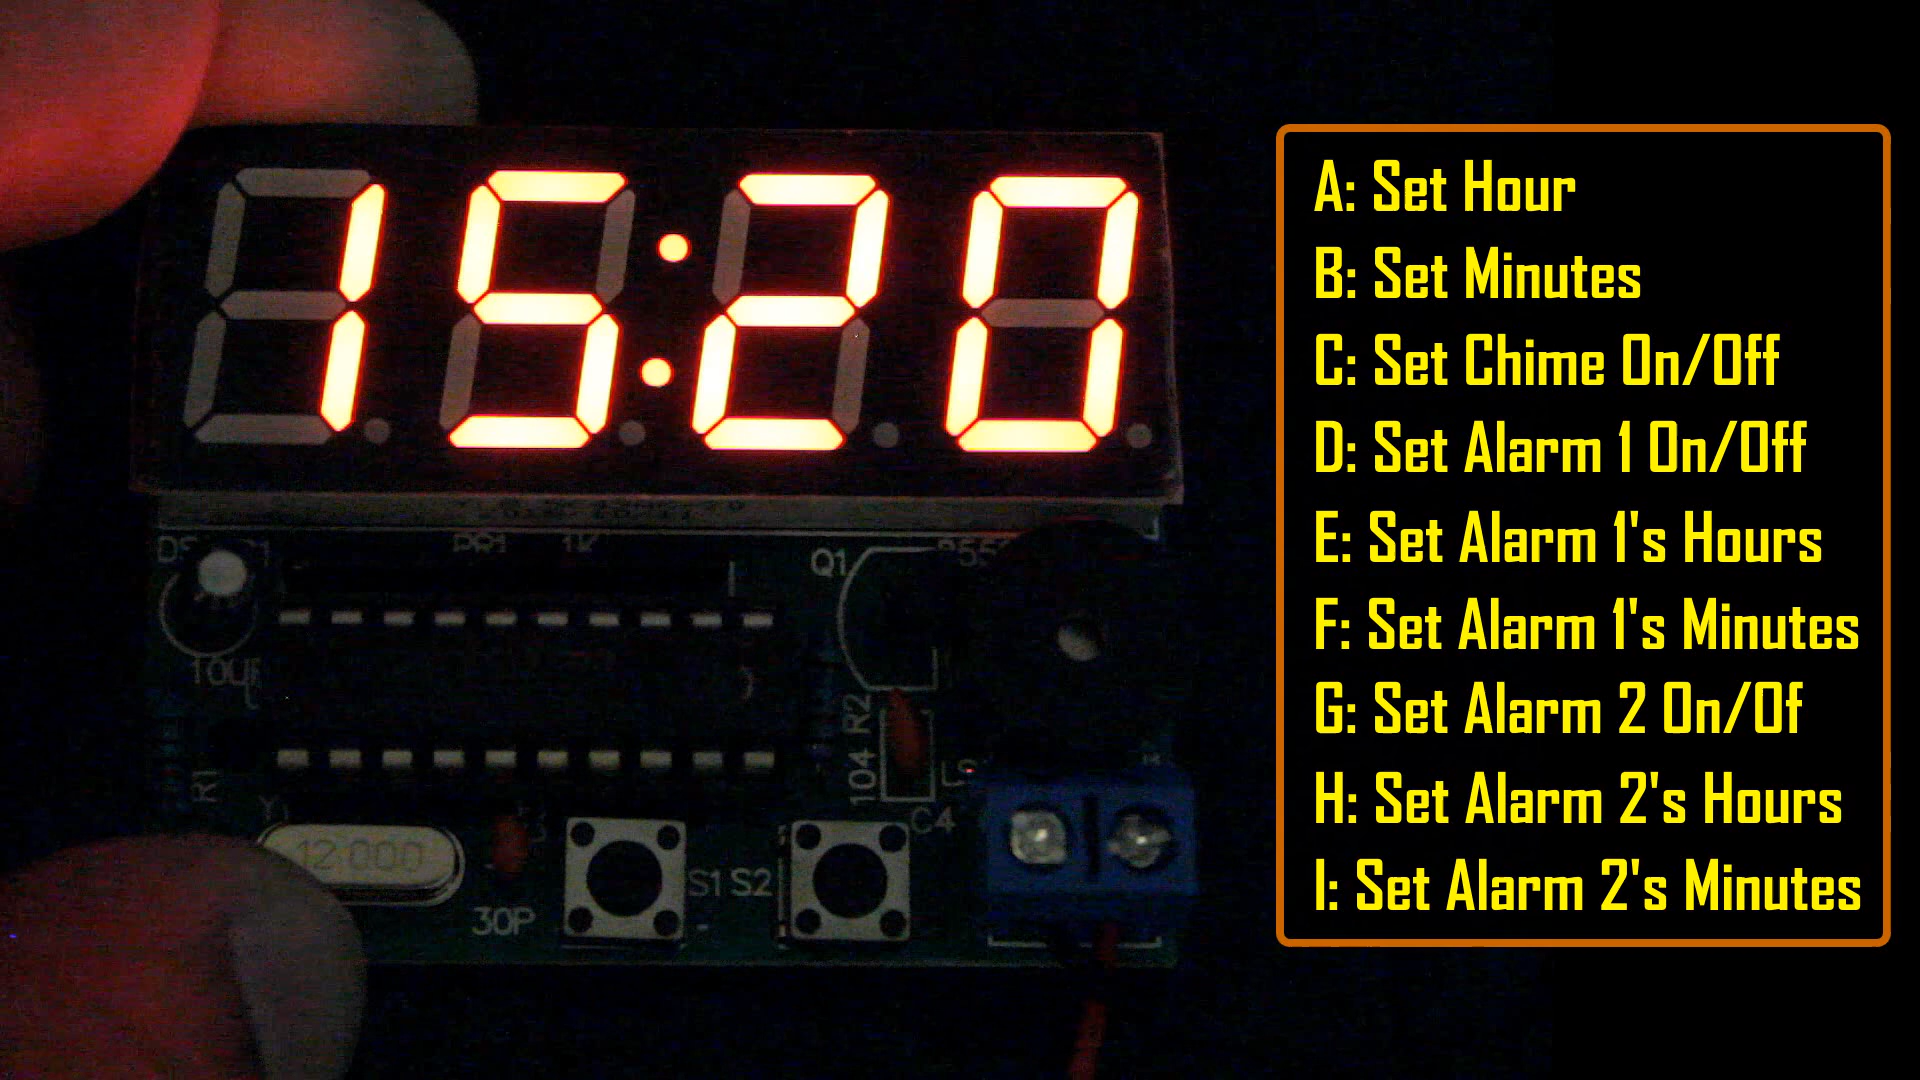 15:20
A: Set Hour
B: Set Minutes
C: Set Chime On/Off
D: Set Alarm 1 On/Off
E: Set Alarm 1's Hours
F: Set Alarm 1's Minutes
G: Set Alarm 2 On/Of
H: Set Alarm 2's Hours
I: Set Alarm 2's Minutes
PR1 1K
Q1
R2
104
R1
C4
12.000
30P
S1 S2